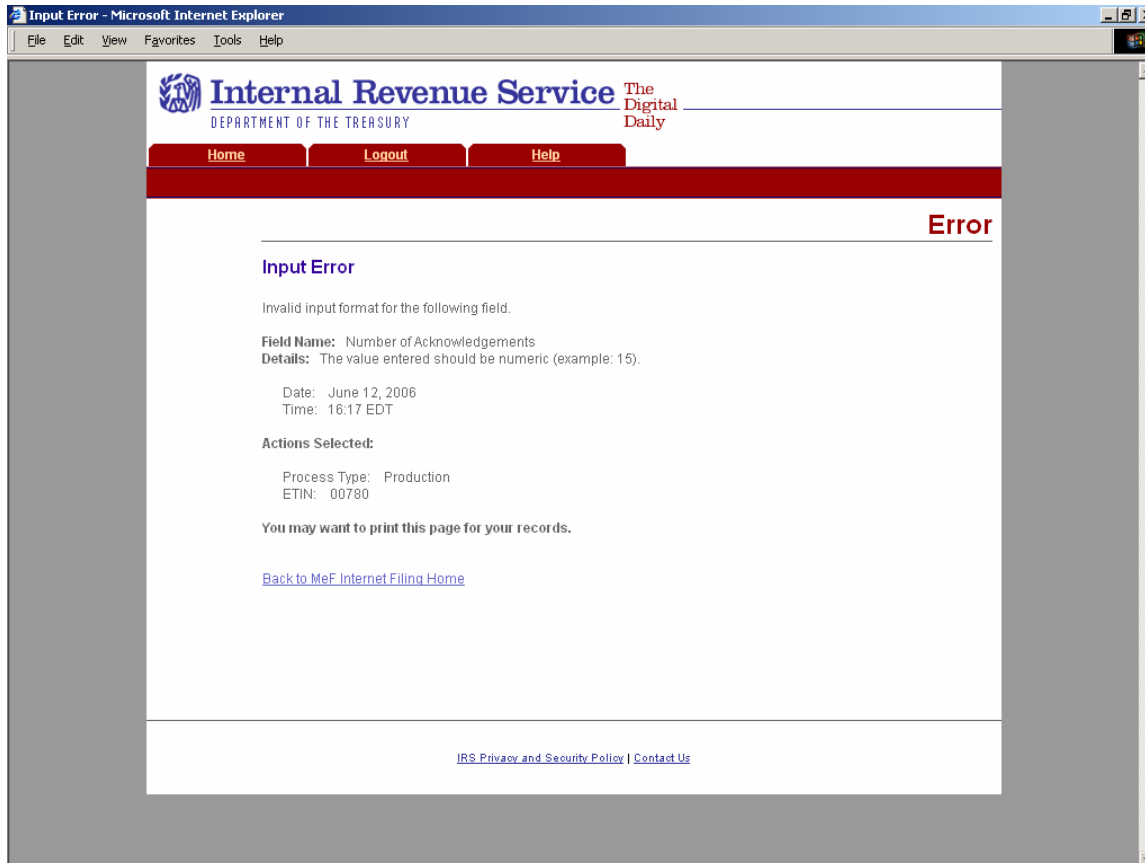 Input Error - Microsoft Internet Explorer
File Edit View Favorites Tools Help
Internal Revenue Service
DEPARTMENT OF THE TREASURY
The
Digital
Daily
Home Logout Help
Error
Input Error
Invalid input format for the following field.
Field Name: Number of Acknowledgements
Details: The value entered should be numeric (example: 15).
Date: June 12, 2006
Time: 16:17 EDT
Actions Selected:
Process Type: Production
ETIN: 00780
You may want to print this page for your records.
Back to MeF Internet Filing Home
IRS Privacy and Security Policy | Contact Us